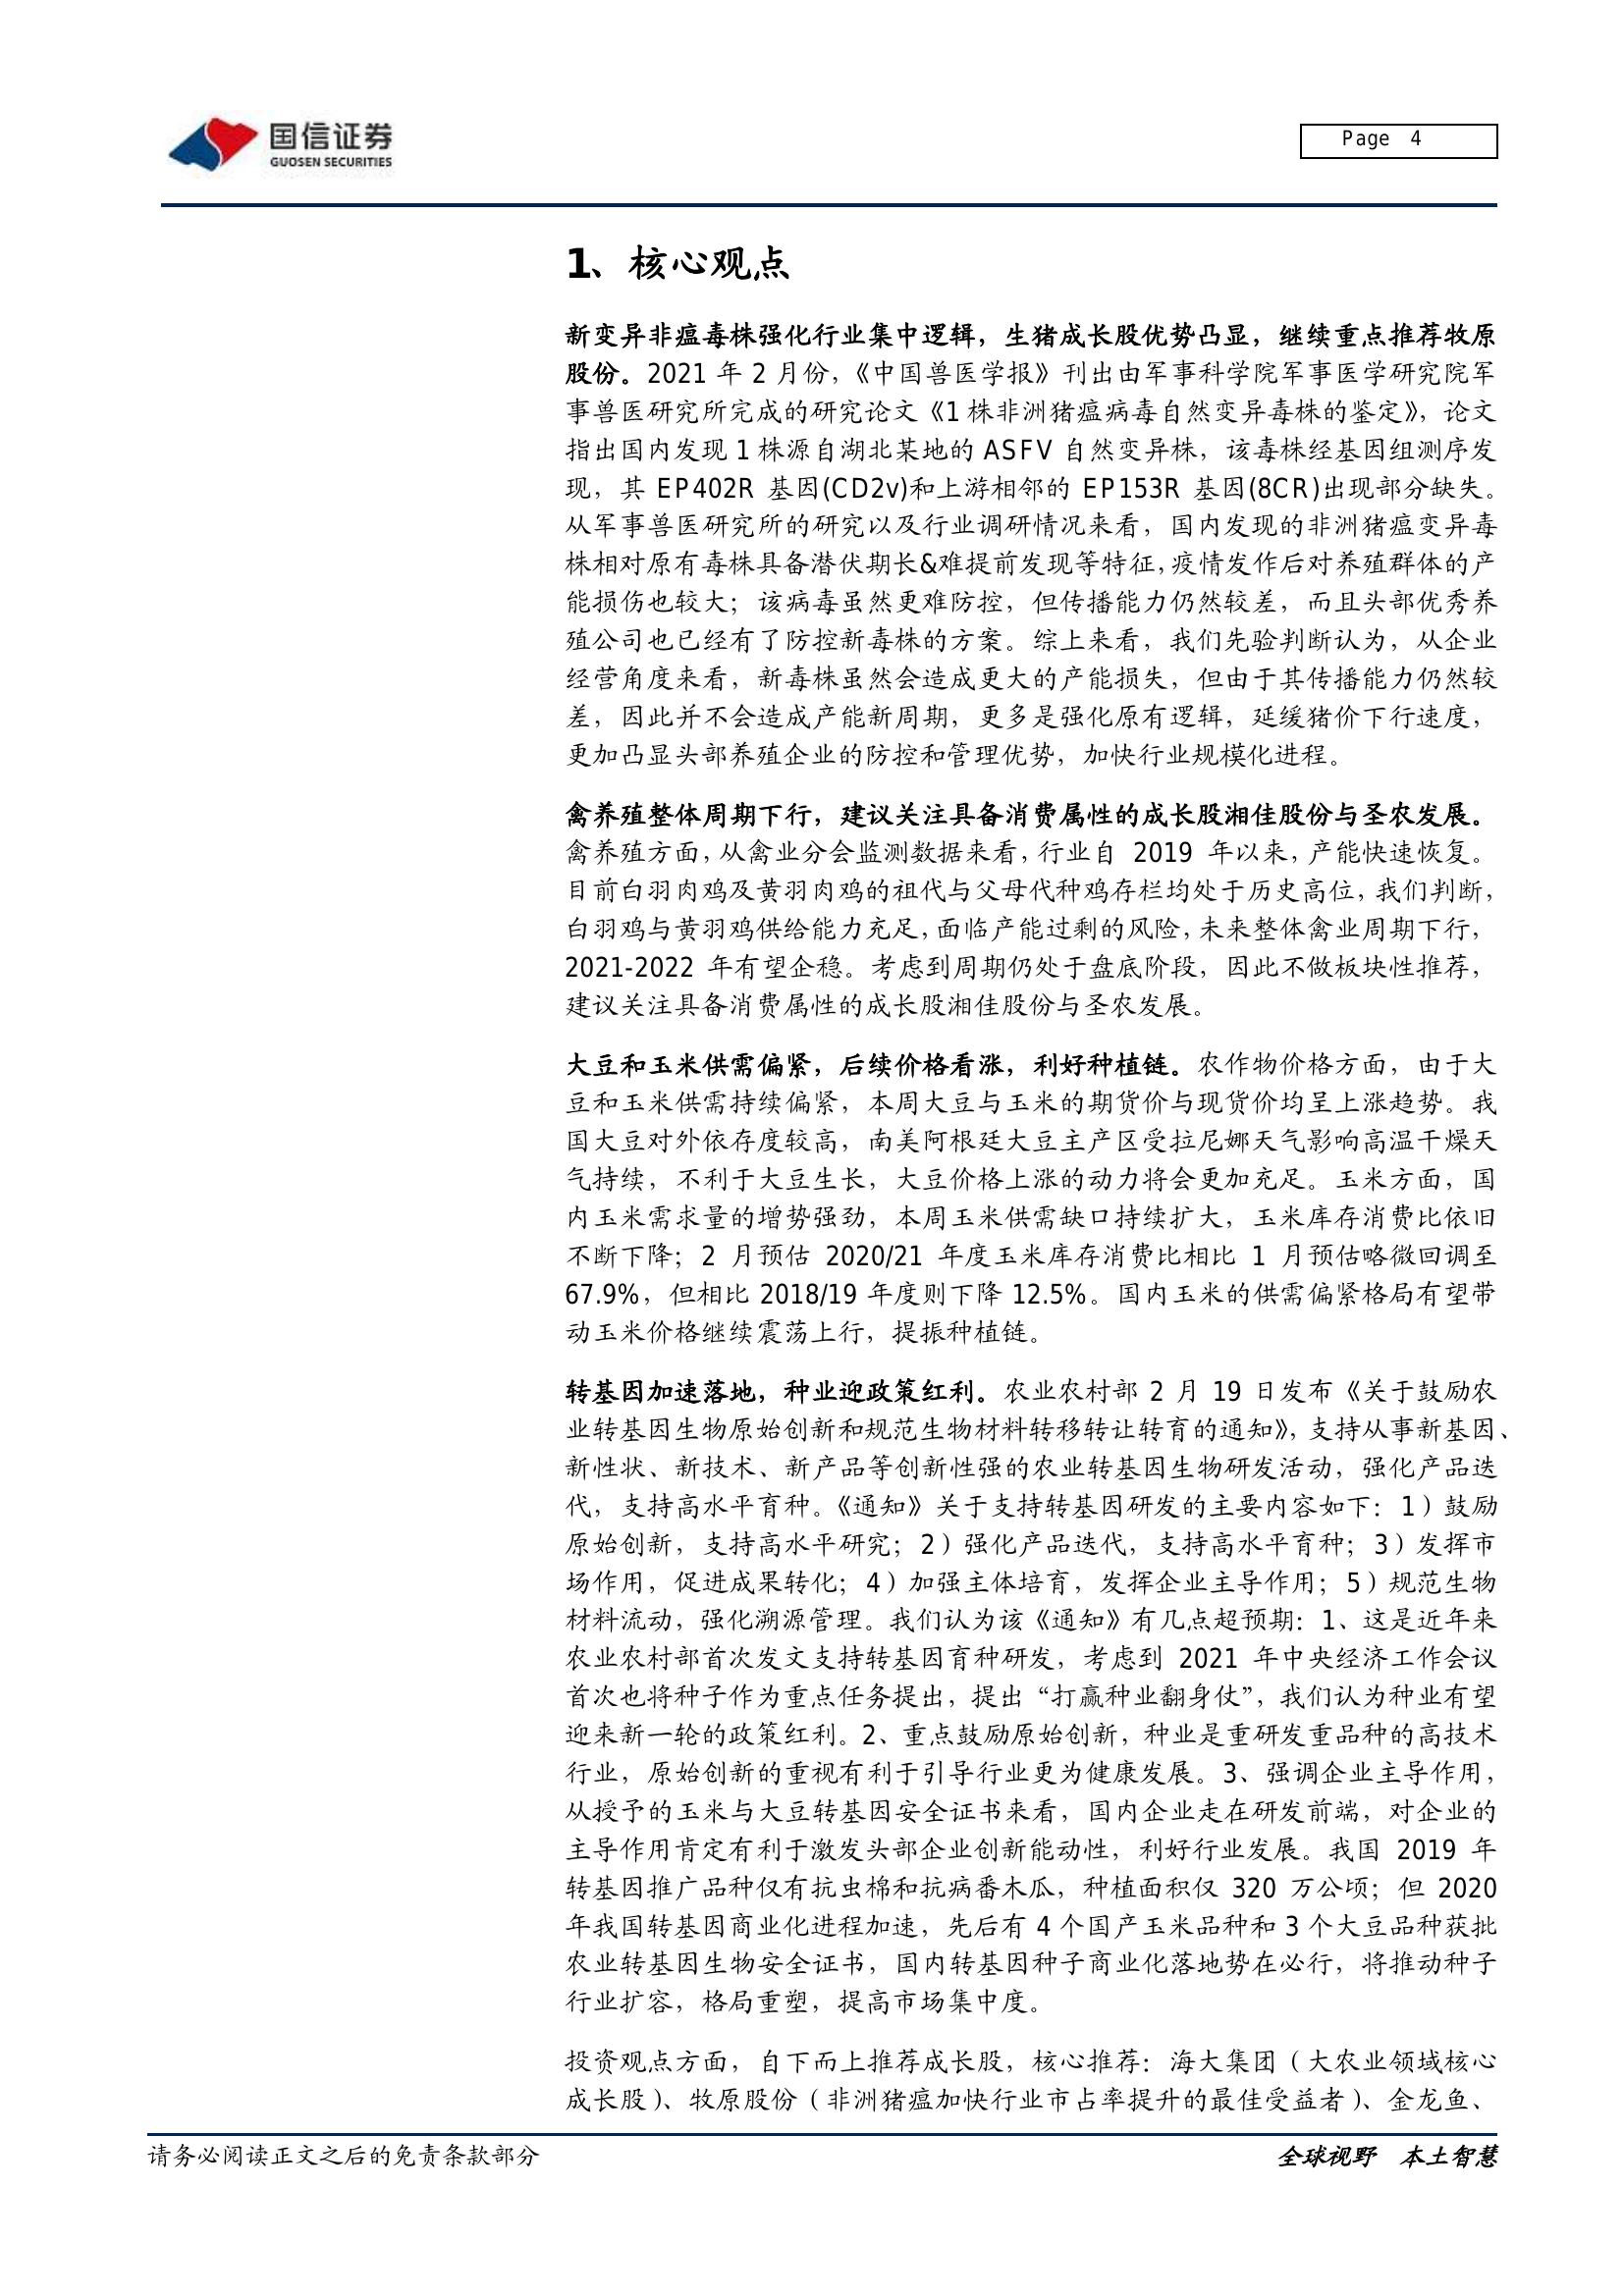 国信证券
GUOSEN SECURITIES
Page 4
1、核心观点
新变异非瘟毒株强化行业集中逻辑，生猪成长股优势凸显，继续重点推荐牧原
股份。2021 年 2 月份，《中国兽医学报》刊出由军事科学院军事医学研究院军
事兽医研究所完成的研究论文《1 株非洲猪瘟病毒自然变异毒株的鉴定》，论文
指出国内发现 1 株源自湖北某地的 ASFV 自然变异株，该毒株经基因组测序发
现，其 EP402R 基因(CD2v)和上游相邻的 EP153R 基因(8CR)出现部分缺失。
从军事兽医研究所的研究以及行业调研情况来看，国内发现的非洲猪瘟变异毒
株相对原有毒株具备潜伏期长&难提前发现等特征，疫情发作后对养殖群体的产
能损伤也较大；该病毒虽然更难防控，但传播能力仍然较差，而且头部优秀养
殖公司也已经有了防控新毒株的方案。综上来看，我们先验判断认为，从企业
经营角度来看，新毒株虽然会造成更大的产能损失，但由于其传播能力仍然较
差，因此并不会造成产能新周期，更多是强化原有逻辑，延缓猪价下行速度，
更加凸显头部养殖企业的防控和管理优势，加快行业规模化进程。
禽养殖整体周期下行，建议关注具备消费属性的成长股湘佳股份与圣农发展。
禽养殖方面，从禽业分会监测数据来看，行业自 2019 年以来，产能快速恢复。
目前白羽肉鸡及黄羽肉鸡的祖代与父母代种鸡存栏均处于历史高位，我们判断，
白羽鸡与黄羽鸡供给能力充足，面临产能过剩的风险，未来整体禽业周期下行，
2021-2022 年有望企稳。考虑到周期仍处于盘底阶段，因此不做板块性推荐，
建议关注具备消费属性的成长股湘佳股份与圣农发展。
大豆和玉米供需偏紧，后续价格看涨，利好种植链。农作物价格方面，由于大
豆和玉米供需持续偏紧，本周大豆与玉米的期货价与现货价均呈上涨趋势。我
国大豆对外依存度较高，南美阿根廷大豆主产区受拉尼娜天气影响高温干燥天
气持续，不利于大豆生长，大豆价格上涨的动力将会更加充足。玉米方面，国
内玉米需求量的增势强劲，本周玉米供需缺口持续扩大，玉米库存消费比依旧
不断下降；2 月预估 2020/21 年度玉米库存消费比相比 1 月预估略微回调至
67.9%，但相比 2018/19 年度则下降 12.5%。国内玉米的供需偏紧格局有望带
动玉米价格继续震荡上行，提振种植链。
转基因加速落地，种业迎政策红利。农业农村部 2 月 19 日发布《关于鼓励农
业转基因生物原始创新和规范生物材料转移转让转育的通知》，支持从事新基因、
新性状、新技术、新产品等创新性强的农业转基因生物研发活动，强化产品迭
代，支持高水平育种。《通知》关于支持转基因研发的主要内容如下：1）鼓励
原始创新，支持高水平研究；2）强化产品迭代，支持高水平育种；3）发挥市
场作用，促进成果转化；4）加强主体培育，发挥企业主导作用；5）规范生物
材料流动，强化溯源管理。我们认为该《通知》有几点超预期：1、这是近年来
农业农村部首次发文支持转基因育种研发，考虑到 2021 年中央经济工作会议
首次也将种子作为重点任务提出，提出“打赢种业翻身仗”，我们认为种业有望
迎来新一轮的政策红利。2、重点鼓励原始创新，种业是重研发重品种的高技术
行业，原始创新的重视有利于引导行业更为健康发展。3、强调企业主导作用，
从授予的玉米与大豆转基因安全证书来看，国内企业走在研发前端，对企业的
主导作用肯定有利于激发头部企业创新能动性，利好行业发展。我国 2019 年
转基因推广品种仅有抗虫棉和抗病番木瓜，种植面积仅 320 万公顷；但 2020
年我国转基因商业化进程加速，先后有 4 个国产玉米品种和 3 个大豆品种获批
农业转基因生物安全证书，国内转基因种子商业化落地势在必行，将推动种子
行业扩容，格局重塑，提高市场集中度。
投资观点方面，自下而上推荐成长股，核心推荐：海大集团（大农业领域核心
成长股）、牧原股份（非洲猪瘟加快行业市占率提升的最佳受益者）、金龙鱼、
请务必阅读正文之后的免责条款部分
全球视野 本土智慧